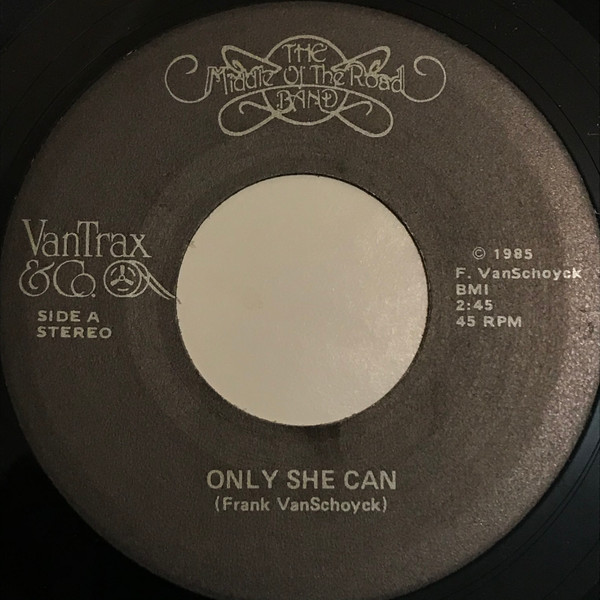 THE
Middle Of The Road
BAND
VanTrax
& Co.
SIDE A
STEREO
© 1985
F. VanSchoyck
BMI
2:45
45 RPM
ONLY SHE CAN
(Frank VanSchoyck)